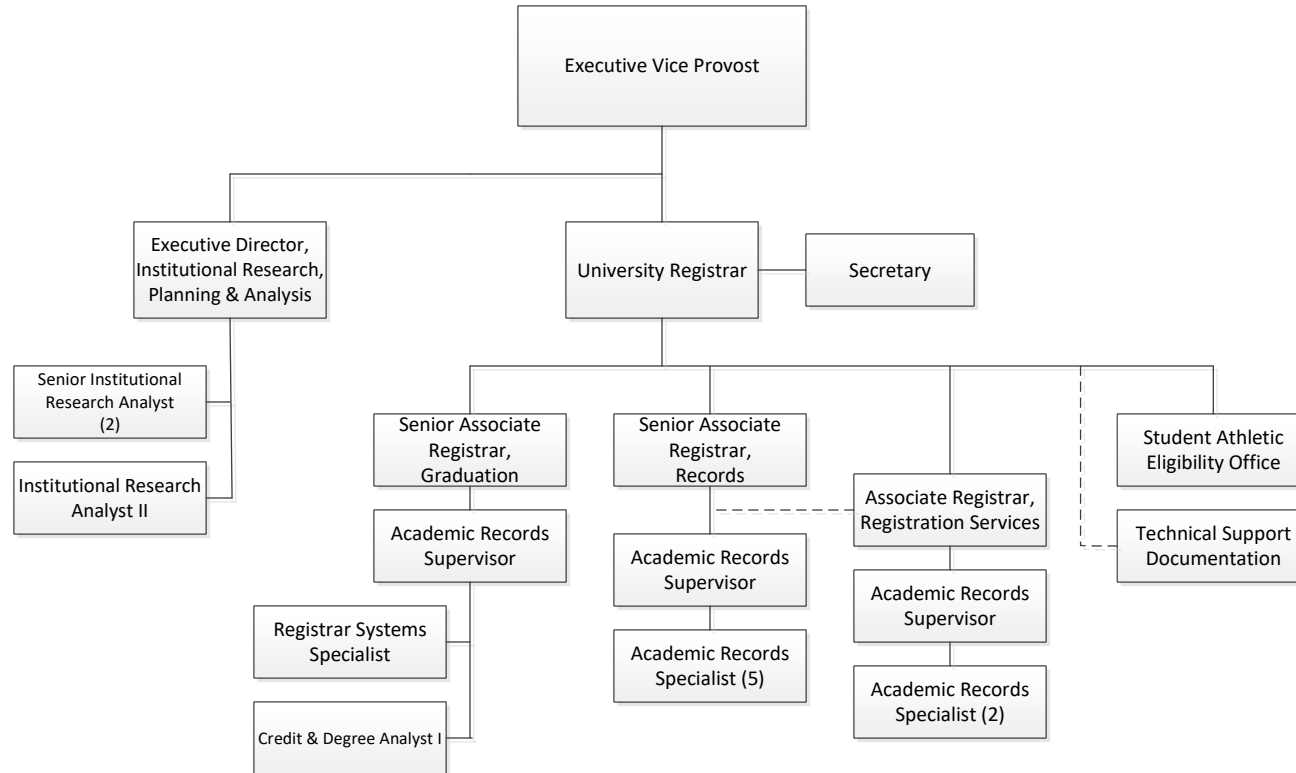 Executive Vice Provost
Executive Director,
Institutional Research,
Planning & Analysis
University Registrar
Secretary
Senior Institutional
Research Analyst
(2)
Institutional Research
Analyst II
Senior Associate
Registrar,
Graduation
Academic Records
Supervisor
Registrar Systems
Specialist
Credit & Degree Analyst I
Senior Associate
Registrar,
Records
Academic Records
Supervisor
Academic Records
Specialist (5)
Associate Registrar,
Registration Services
Academic Records
Supervisor
Academic Records
Specialist (2)
Student Athletic
Eligibility Office
Technical Support
Documentation